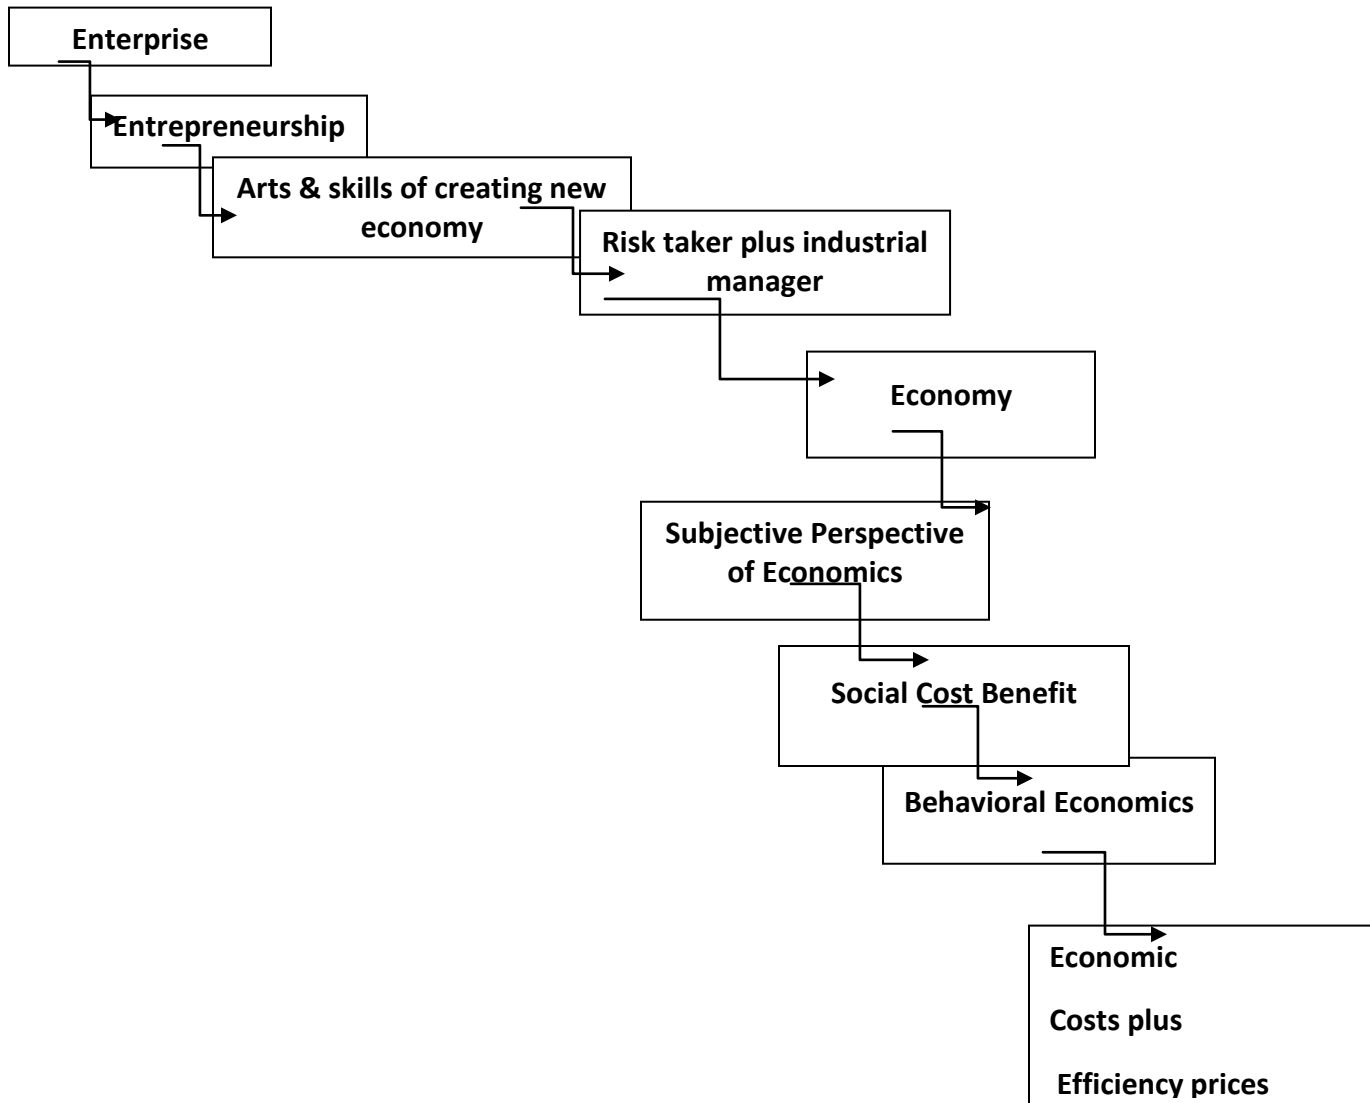 Enterprise
Entrepreneurship
Arts & skills of creating new
economy
Risk taker plus industrial
manager
Economy
Subjective Perspective
of Economics
Social Cost Benefit
Behavioral Economics
Economic
Costs plus
Efficiency prices